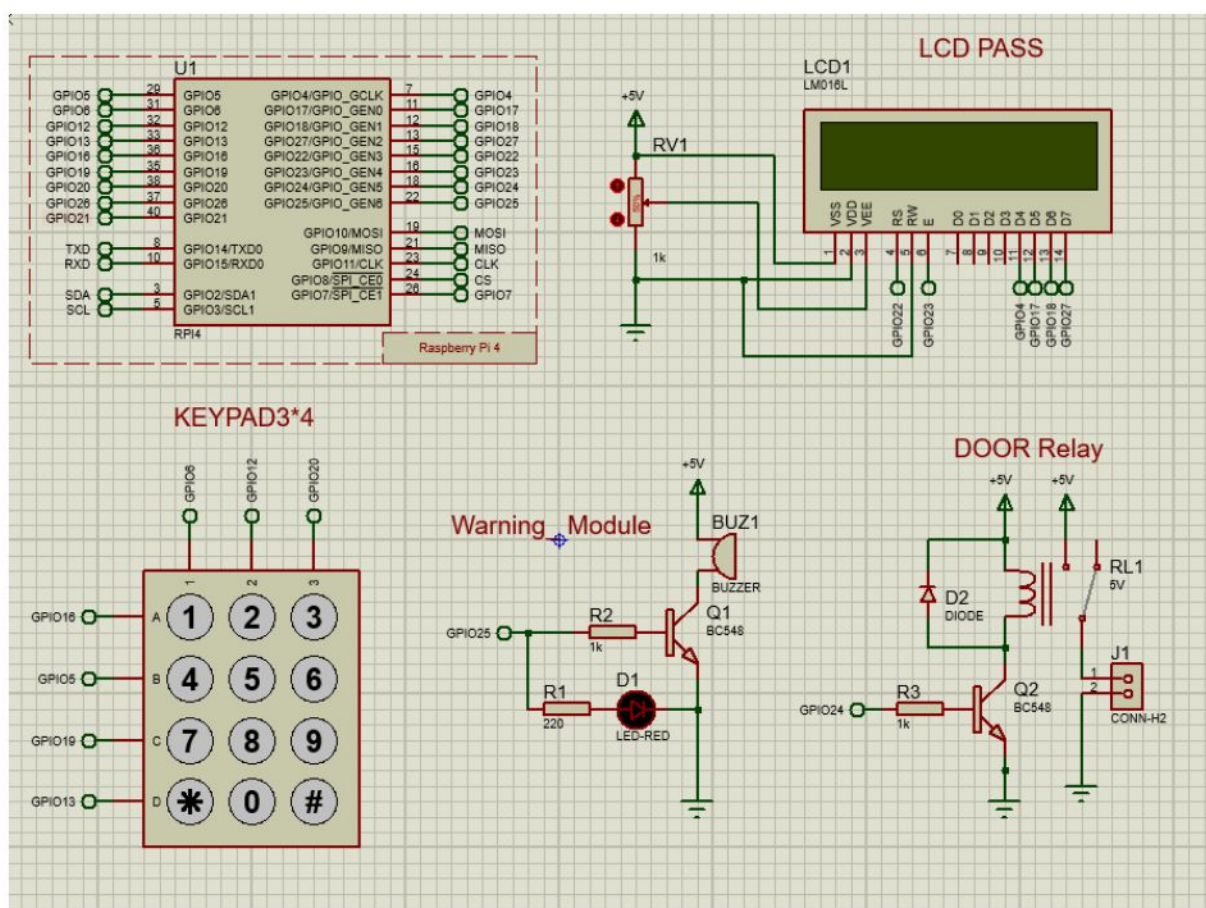 LCD PASS
U1
GPIO5 29 GPIO5 GPIO4/GPIO_GCLK 7 GPIO4
GPIO6 31 GPIO6 GPIO17/GPIO_GEN0 11 GPIO17
GPIO12 32 GPIO12 GPIO18/GPIO_GEN1 12 GPIO18
GPIO13 33 GPIO13 GPIO27/GPIO_GEN2 13 GPIO27
GPIO16 36 GPIO16 GPIO22/GPIO_GEN3 15 GPIO22
GPIO19 35 GPIO19 GPIO23/GPIO_GEN4 16 GPIO23
GPIO20 38 GPIO20 GPIO24/GPIO_GEN5 18 GPIO24
GPIO26 37 GPIO26 GPIO25/GPIO_GEN6 22 GPIO25
GPIO21 40 GPIO21
GPIO10/MOSI 19 MOSI
TXD 8 GPIO14/TXD0 GPIO9/MISO 21 MISO
RXD 10 GPIO15/RXD0 GPIO11/CLK 23 CLK
GPIO8/SPI_CE0 24 CS
SDA 3 GPIO2/SDA1 GPIO7/SPI_CE1 26 GPIO7
SCL 5 GPIO3/SCL1
RPI4
Raspberry Pi 4
LCD1
LM016L
+5V
RV1
50%
1k
VSS VDD VEE RS RW E D0 D1 D2 D3 D4 D5 D6 D7
1 2 3 4 5 6 7 8 9 10 11 12 13 14
GPIO22 GPIO23 GPIO4 GPIO17 GPIO18 GPIO27
KEYPAD3*4
GPIO6 GPIO12 GPIO20
1 2 3
GPIO16 A 1 2 3
GPIO5 B 4 5 6
GPIO19 C 7 8 9
GPIO13 D * 0 #
Warning_Module
+5V
BUZ1
BUZZER
R2
GPIO25
1k
Q1
BC548
R1
220
D1
LED-RED
DOOR Relay
+5V +5V
RL1
5V
D2
DIODE
J1
1
2
CONN-H2
GPIO24
R3
1k
Q2
BC548